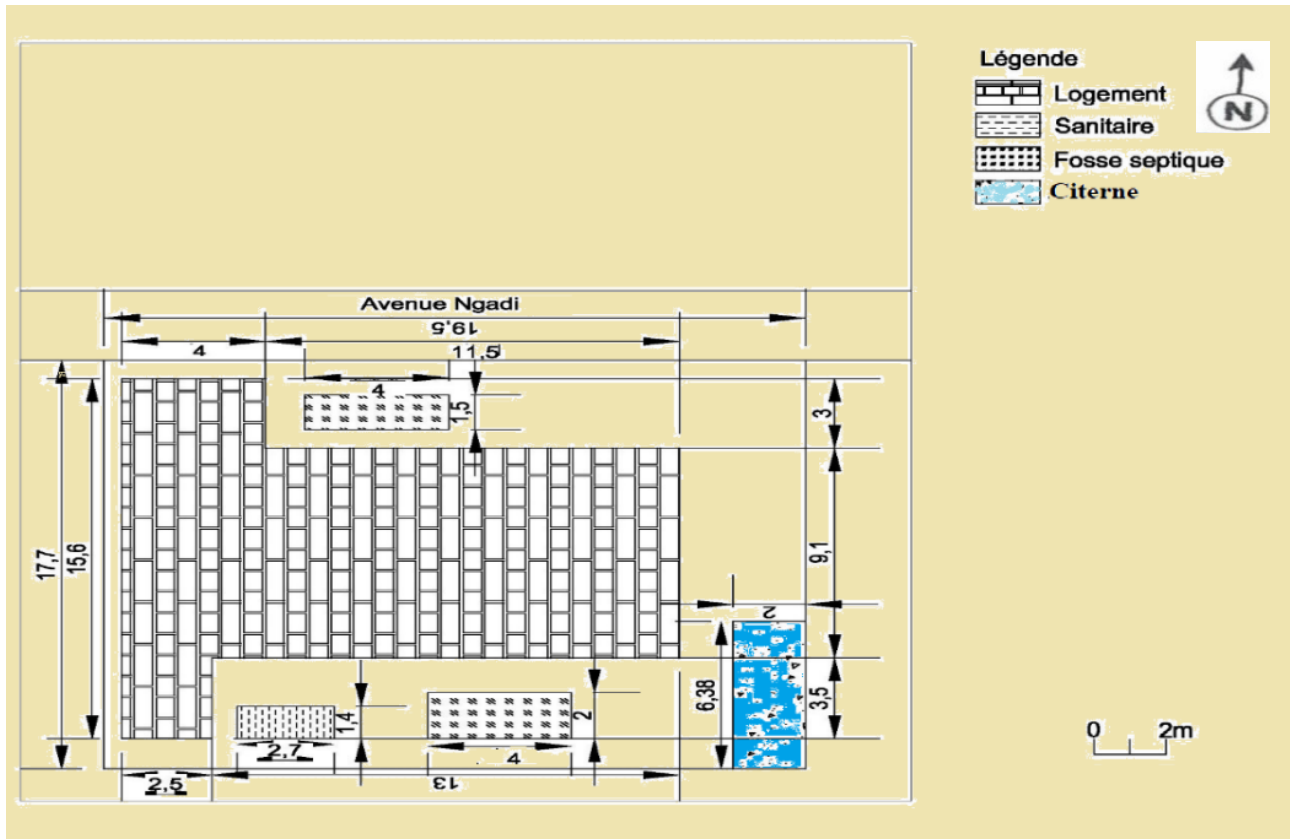 Légende
N
Logement
Sanitaire
Fosse septique
Citerne
Avenue Ngadi
19,5
4
11,5
4
1,5
3
17,7
15,6
9,1
2
6,38
3,5
1,4
2
2,7
4
2,5
13
0 2m